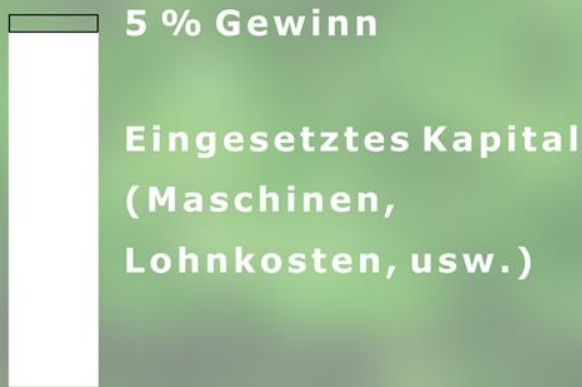 5 % Gewinn
Eingesetztes Kapital
(Maschinen,
Lohnkosten, usw.)